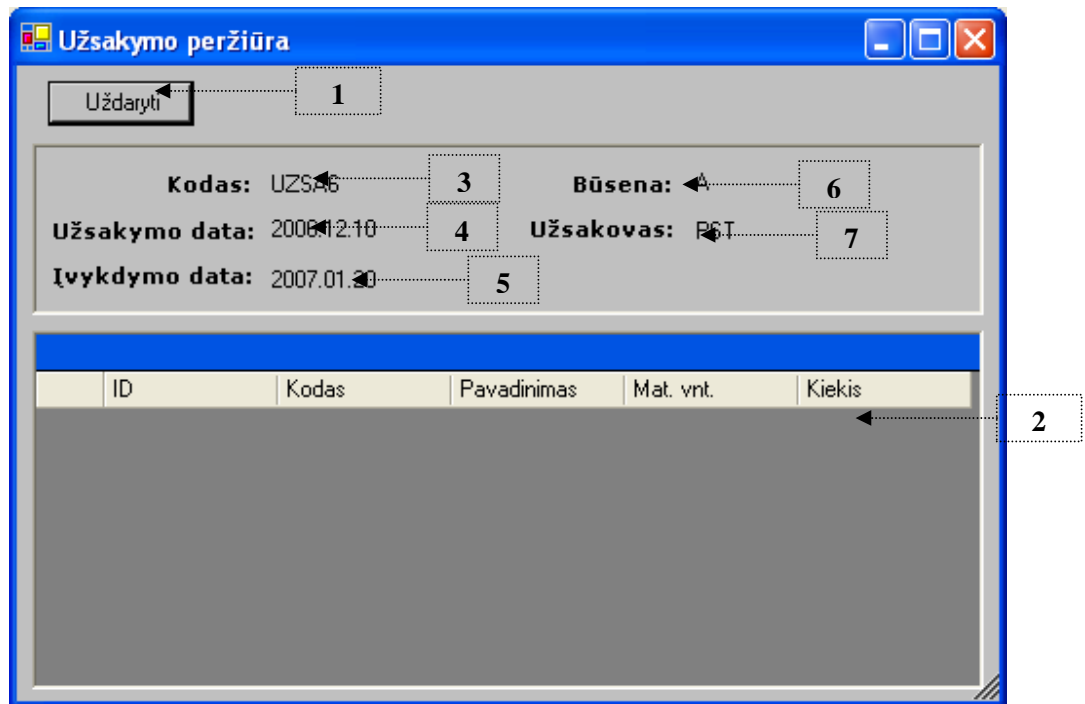 Užsakymo peržiūra
Uždaryti 1
Kodas: UZSA6 3 Būsena: A 6
Užsakymo data: 2006.12.10 4 Užsakovas: PST 7
Įvykdymo data: 2007.01.20 5
ID Kodas Pavadinimas Mat. vnt. Kiekis
2